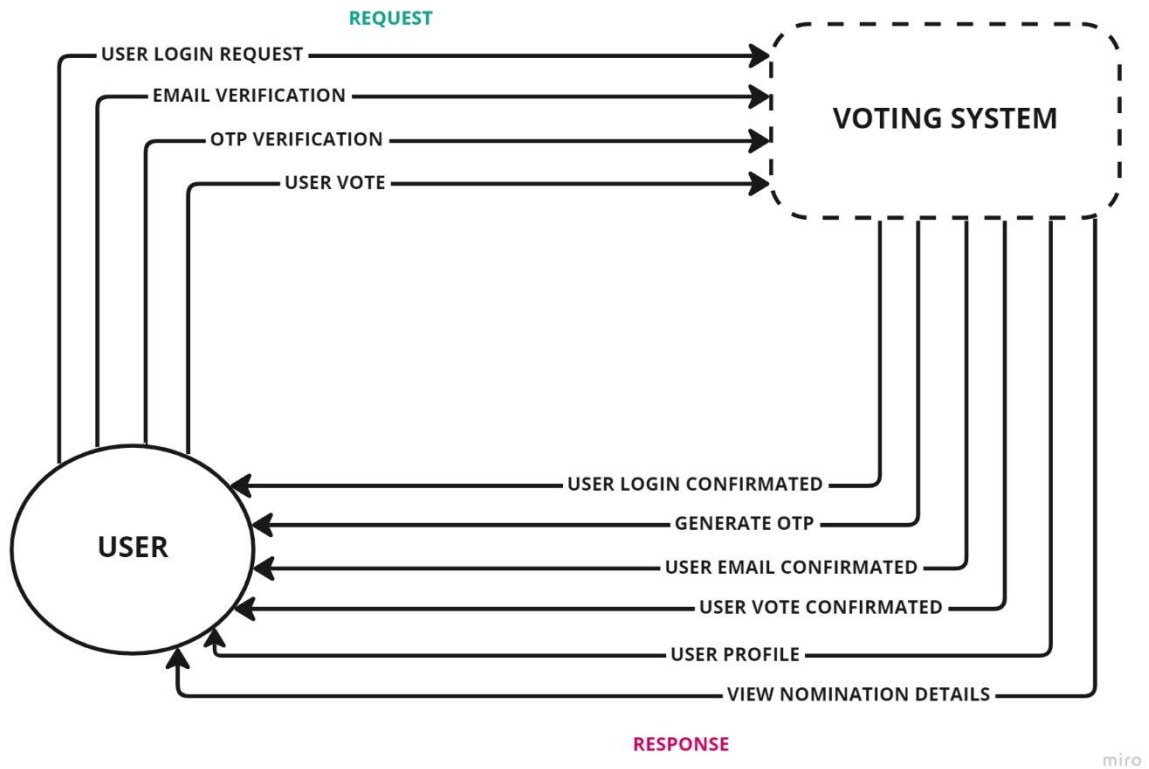 REQUEST
USER LOGIN REQUEST
EMAIL VERIFICATION
VOTING SYSTEM
OTP VERIFICATION
USER VOTE
USER LOGIN CONFIRMATED
GENERATE OTP
USER
USER EMAIL CONFIRMATED
USER VOTE CONFIRMATED
USER PROFILE
VIEW NOMINATION DETAILS
RESPONSE
miro